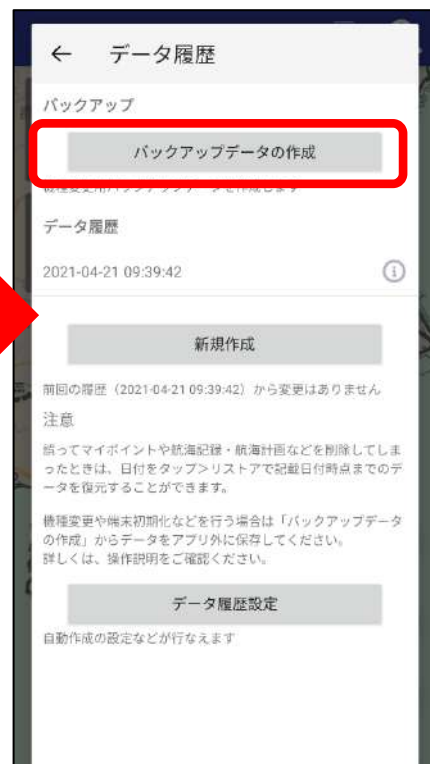 ← データ履歴
バックアップ
バックアップデータの作成
データ履歴
2021-04-21 09:39:42
新規作成
前回の履歴（2021-04-21 09:39:42）から変更はありません
注意
誤ってマイポイントや航海記録・航海計画などを削除してしま
ったときは、日付をタップ＞リストアで記載日付時点までのデ
ータを復元することができます。
機種変更や端末初期化などを行う場合は「バックアップデータ
の作成」からデータをアプリ外に保存してください。
詳しくは、操作説明をご確認ください。
データ履歴設定
自動作成の設定などが行なえます